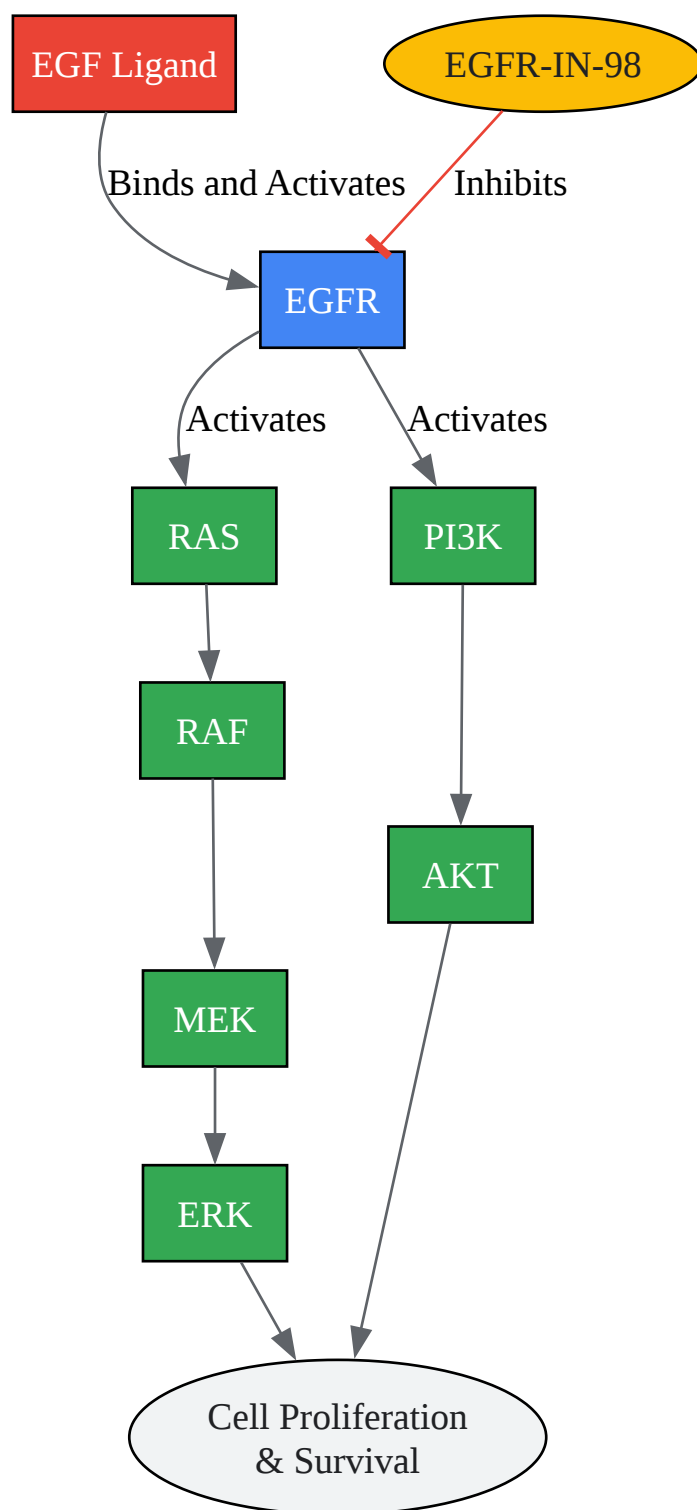 EGF Ligand
EGFR-IN-98
Binds and Activates
Inhibits
EGFR
Activates
Activates
RAS
PI3K
RAF
AKT
MEK
ERK
Cell Proliferation
& Survival